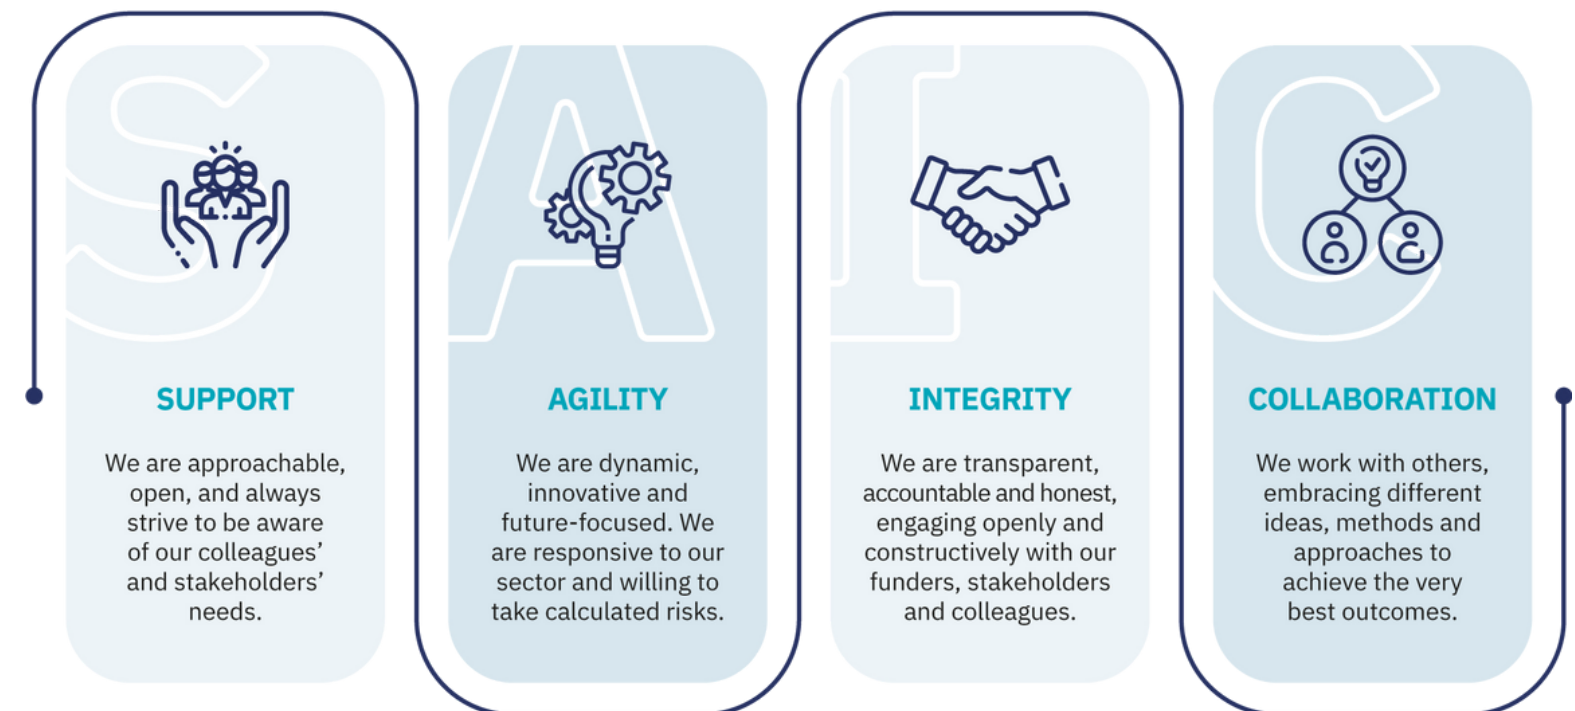 S
SUPPORT
We are approachable,
open, and always
strive to be aware
of our colleagues’
and stakeholders’
needs.
A
AGILITY
We are dynamic,
innovative and
future-focused. We
are responsive to our
sector and willing to
take calculated risks.
I
INTEGRITY
We are transparent,
accountable and honest,
engaging openly and
constructively with our
funders, stakeholders
and colleagues.
C
COLLABORATION
We work with others,
embracing different
ideas, methods and
approaches to
achieve the very
best outcomes.